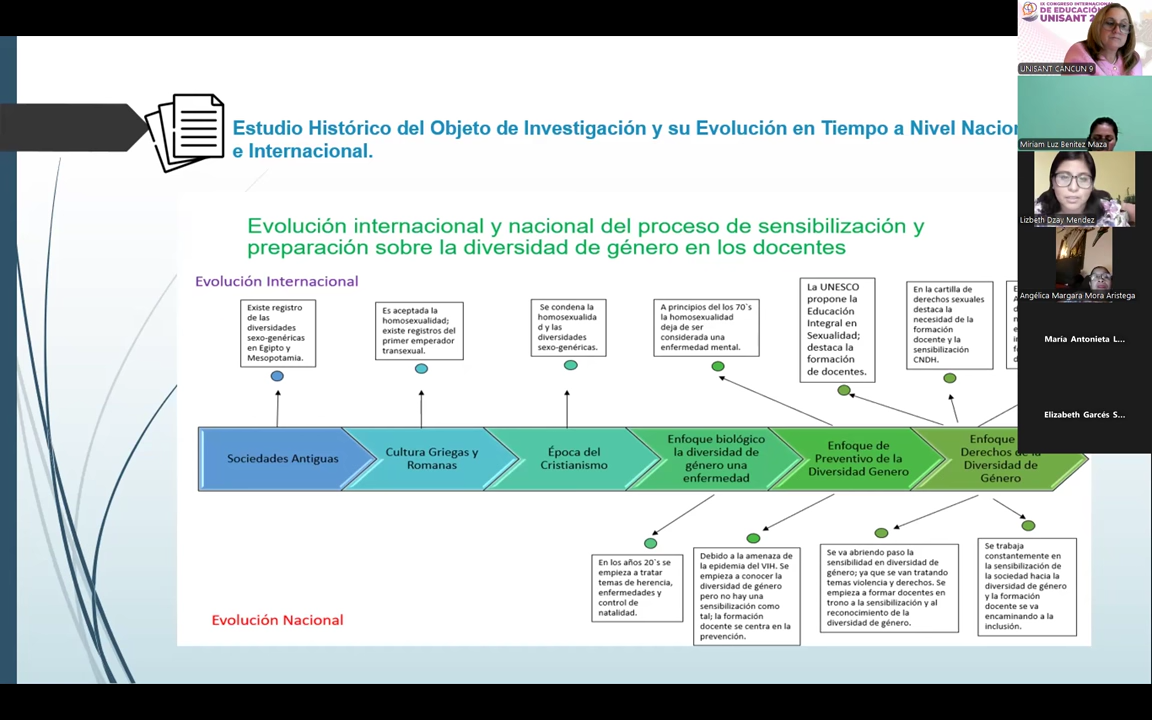 Estudio Histórico del Objeto de Investigación y su Evolución en Tiempo a Nivel
e Internacional.
Evolución internacional y nacional del proceso de sensibilización y
preparación sobre la diversidad de género en los docentes
Evolución Internacional
Existe registro
de las
diversidades
sexo-genéricas
en Egipto y
Mesopotamia.
Es aceptada la
homosexualidad;
existe registros del
primer emperador
transexual.
Se condena la
homosexualida
d y las
diversidades
sexo-genéricas.
A principios del los 70`s
la homosexualidad
deja de ser
considerada una
enfermedad mental.
La UNESCO
propone la
Educación
Integral en
Sexualidad;
destaca la
formación
de docentes.
En la cartilla de
derechos sexuales
destaca la
necesidad de la
formación
docente y la
sensibilización
CNDH.
Sociedades Antiguas
Cultura Griegas y
Romanas
Época del
Cristianismo
Enfoque biológico
la diversidad de
género una
enfermedad
Enfoque de
Preventivo de la
Diversidad Genero
Enfoque
Derechos de la
Diversidad de
Género
En los años 20`s se
empieza a tratar
temas de herencia,
enfermedades y
control de
natalidad.
Debido a la amenaza de
la epidemia del VIH. Se
empieza a conocer la
diversidad de género
pero no hay una
sensibilización como
tal; la formación
docente se centra en la
prevención.
Se va abriendo paso la
sensibilidad en diversidad de
género; ya que se van tratando
temas violencia y derechos. Se
empieza a formar docentes en
trono a la sensibilización y al
reconocimiento de la
diversidad de género.
Se trabaja
constantemente en
la sensibilización de
la sociedad hacia la
diversidad de género
y la formación
docente se va
encaminando a la
inclusión.
Evolución Nacional
IX CONGRESO INTERNACIONAL
DE EDUCACIÓN
UNISANT
UNISANT CANCUN 9
Miriam Luz Benítez Maza
Lizbeth Dzay Mendez
Angélica Margara Mora Aristega
Maria Antonieta L...
Elizabeth Garcés S...